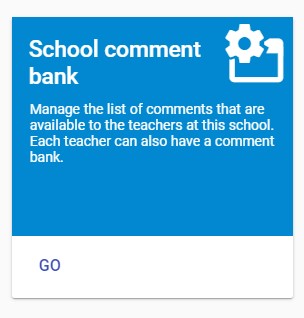 School comment
bank
Manage the list of comments that are
available to the teachers at this school.
Each teacher can also have a comment
bank.
GO